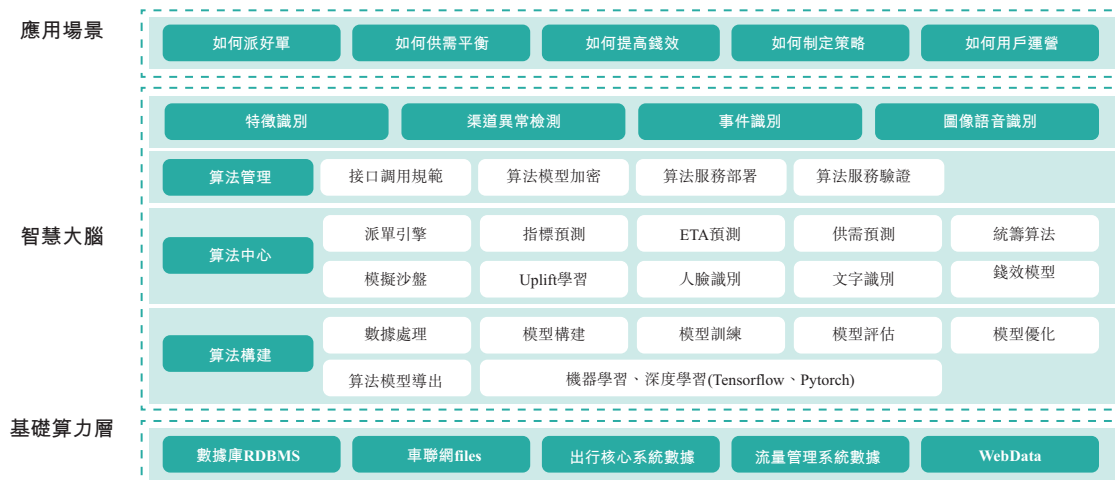 應用場景
如何派好單
如何供需平衡
如何提高錢效
如何制定策略
如何用戶運營
智慧大腦
特徵識別
渠道異常檢測
事件識別
圖像語音識別
算法管理
接口調用規範
算法模型加密
算法服務部署
算法服務驗證
算法中心
派單引擎
指標預測
ETA預測
供需預測
統籌算法
模擬沙盤
Uplift學習
人臉識別
文字識別
錢效模型
算法構建
數據處理
模型構建
模型訓練
模型評估
模型優化
算法模型導出
機器學習、深度學習(Tensorflow、Pytorch)
基礎算力層
數據庫RDBMS
車聯網files
出行核心系統數據
流量管理系統數據
WebData